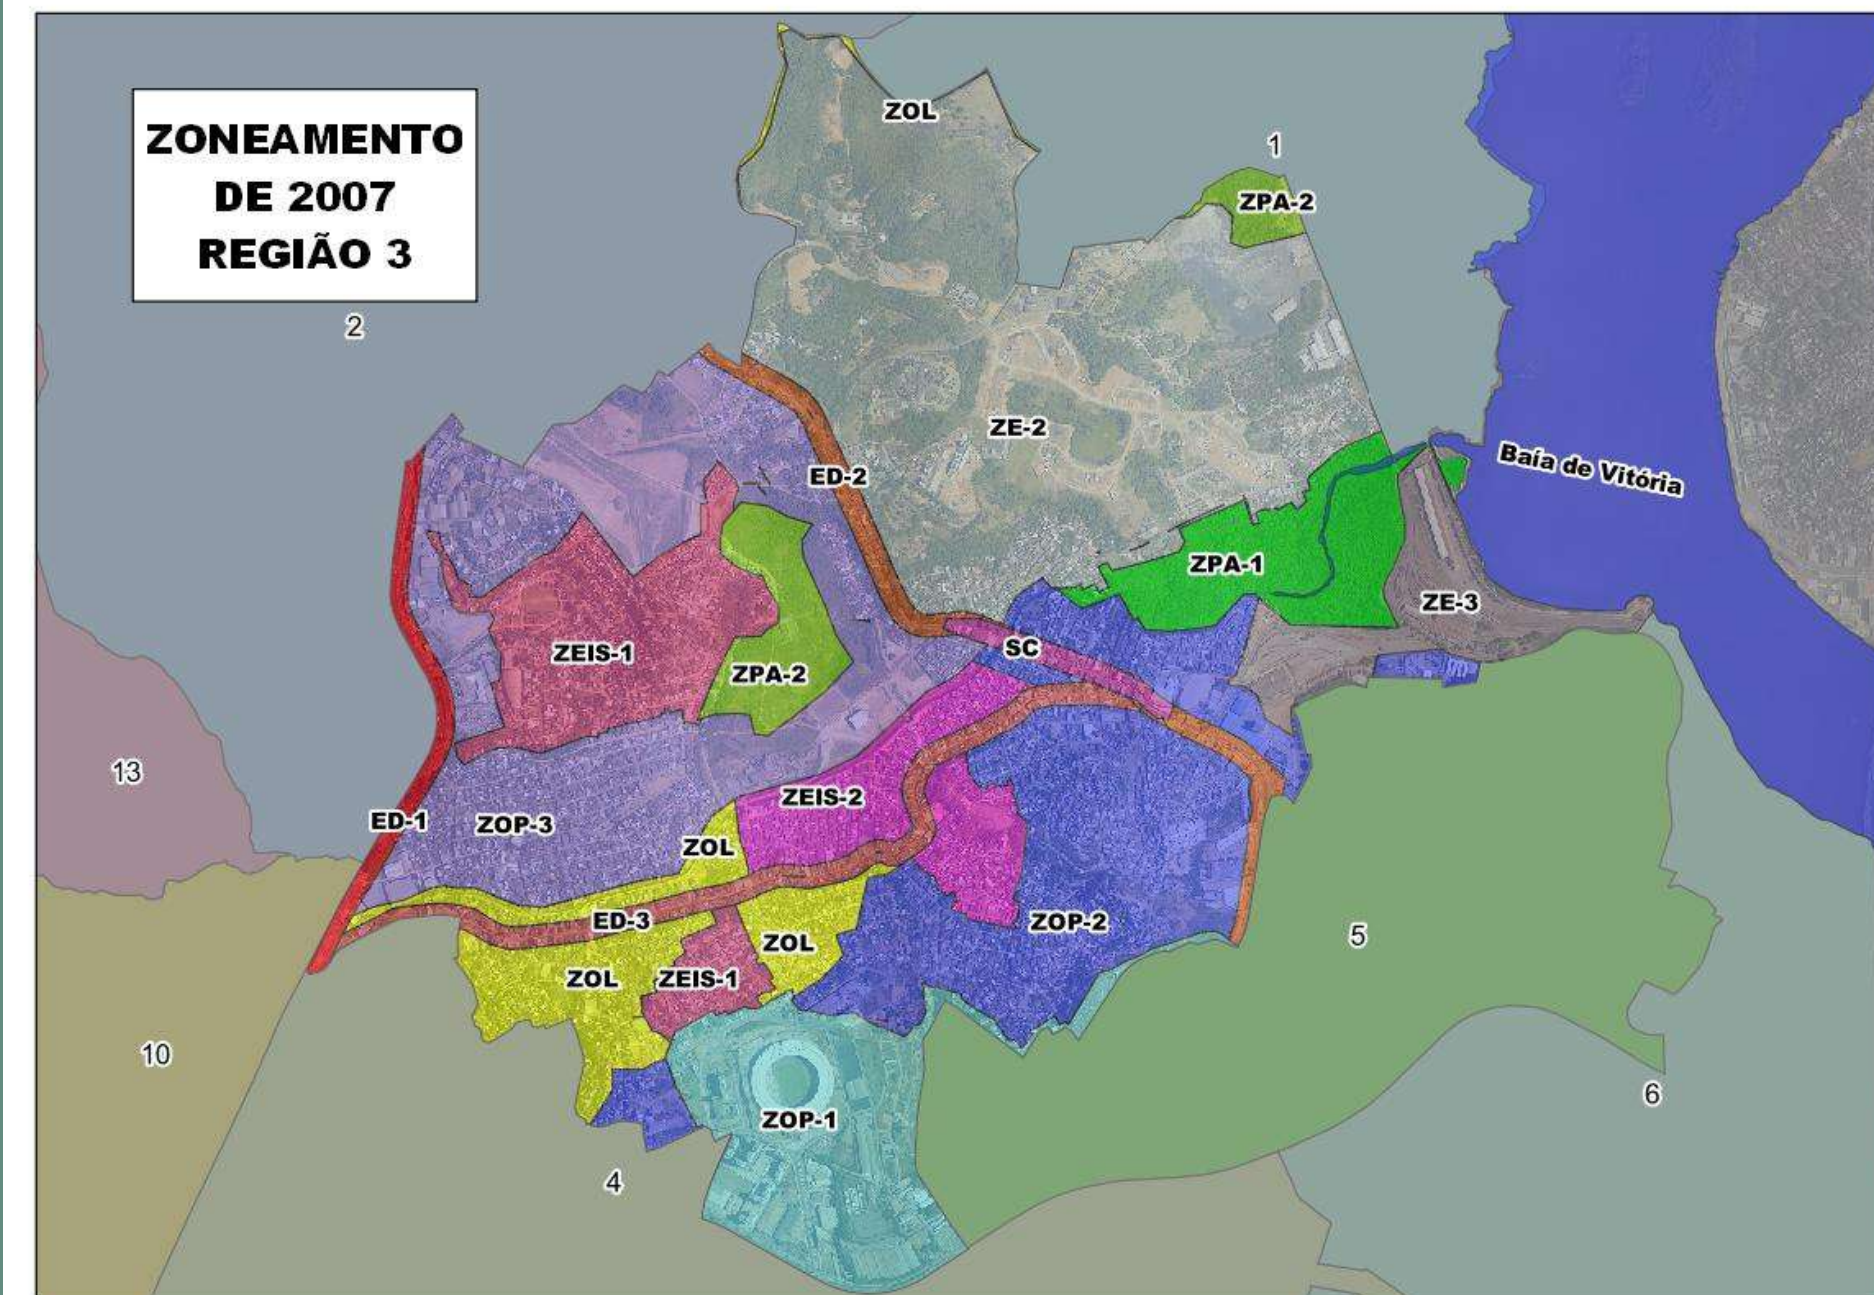 ZONEAMENTO
DE 2007
REGIÃO 3
ZOL
1
ZPA-2
2
ZE-2
Baía de Vitória
ED-2
ZPA-1
ZE-3
SC
ZEIS-1
ZPA-2
13
ZEIS-2
ED-1
ZOP-3
ZOL
ED-3
ZOP-2
ZOL
5
ZOL
ZEIS-1
10
6
ZOP-1
4